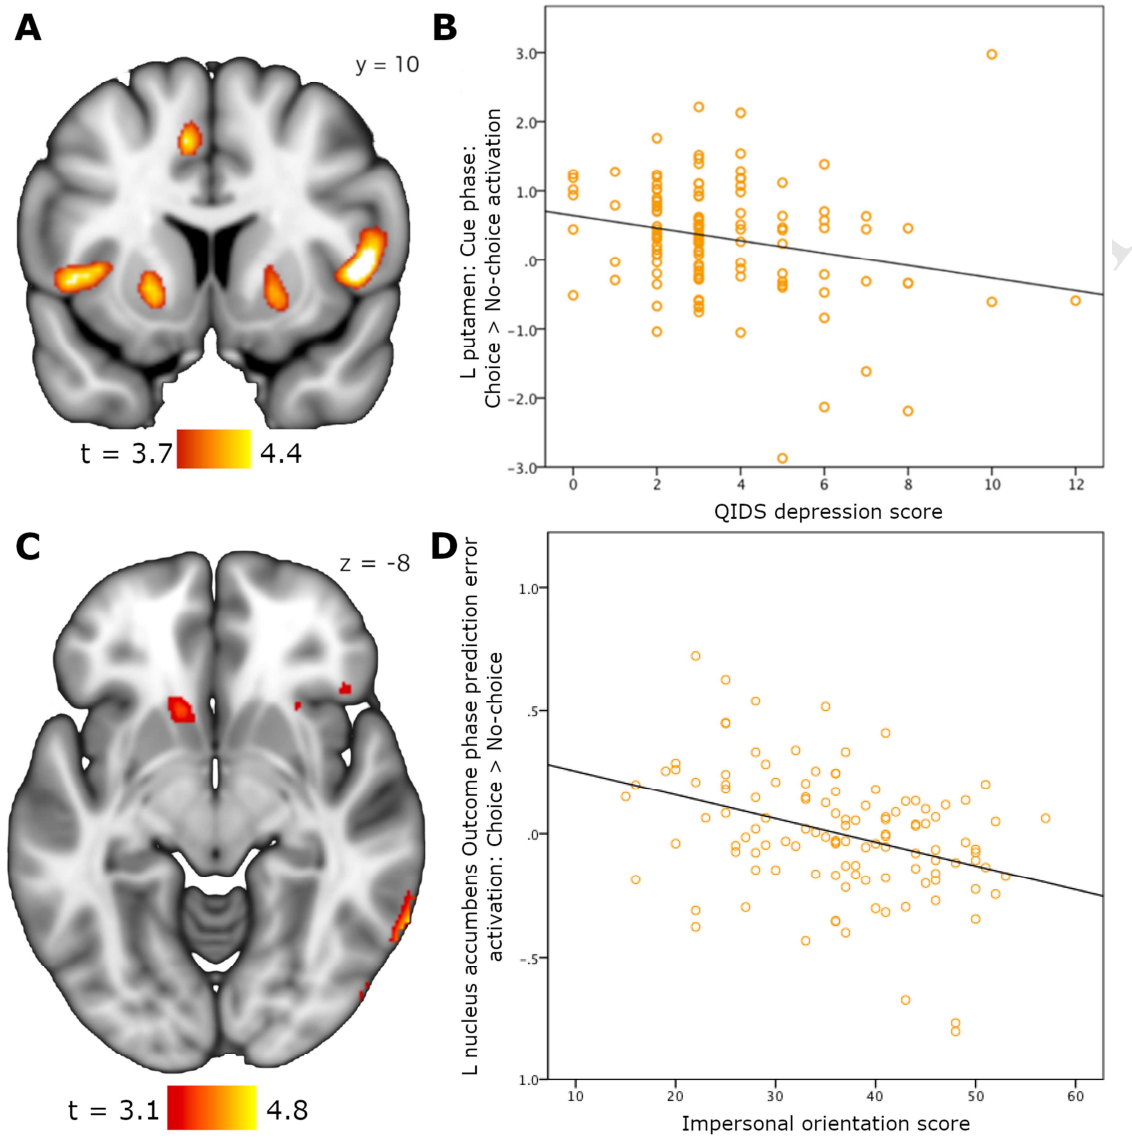 A
y = 10
t = 3.7
4.4
B
L putamen: Cue phase:
Choice > No-choice activation
3.0
2.0
1.0
.0
-1.0
-2.0
-3.0
0
2
4
6
8
10
12
QIDS depression score
C
z = -8
t = 3.1
4.8
D
L nucleus accumbens Outcome phase prediction error
activation: Choice > No-choice
1.0
.5
.0
-.5
1.0
10
20
30
40
50
60
Impersonal orientation score